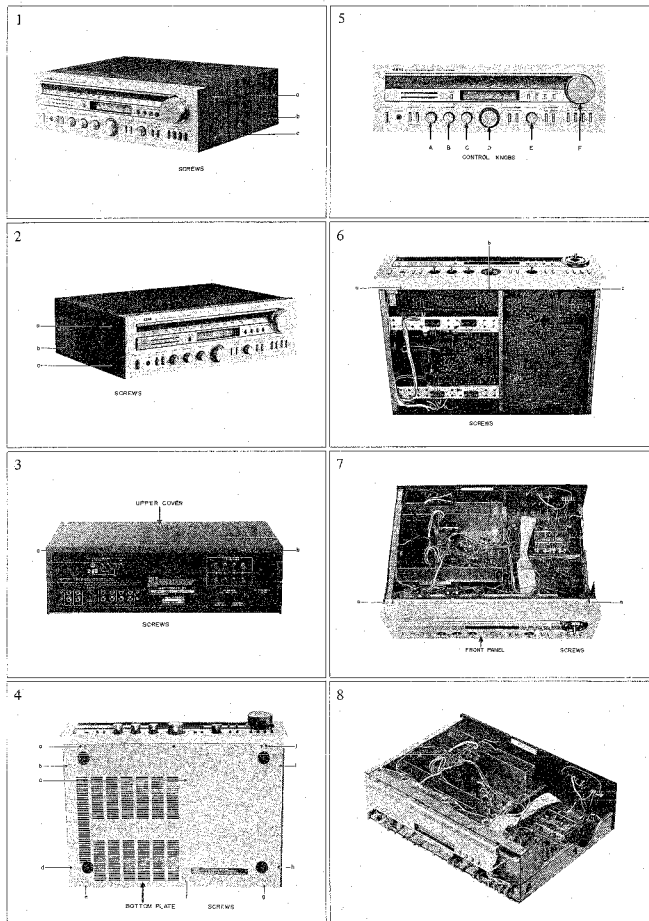 1
a
b
c
SCREWS
2
a
b
c
SCREWS
3
UPPER COVER
a
b
SCREWS
4
a
b
c
d
e
f
g
h
i
j
BOTTOM PLATE
SCREWS
5
A B C D E F
CONTROL KNOBS
6
b
a
c
SCREWS
7
FRONT PANEL
SCREWS
8